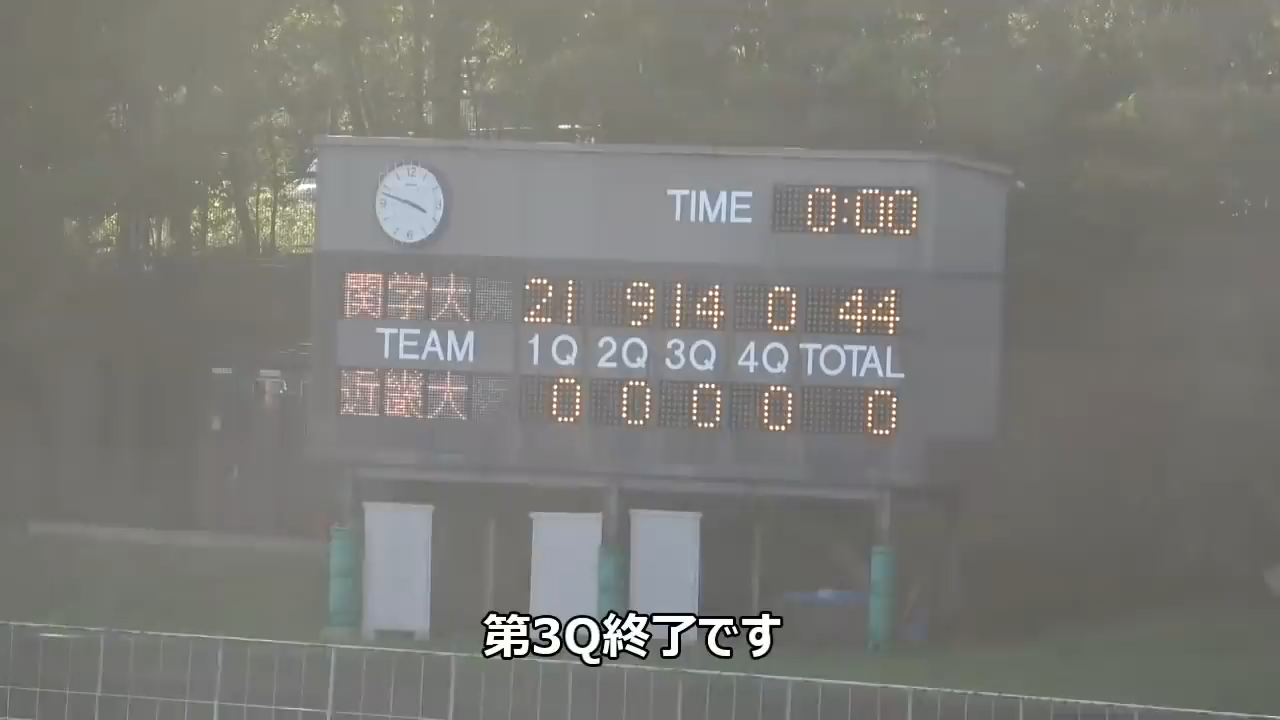 TIME 0:00
関学大 21 9 14 0 44
TEAM 1Q 2Q 3Q 4Q TOTAL
近畿大 0 0 0 0 0
第3Q終了です